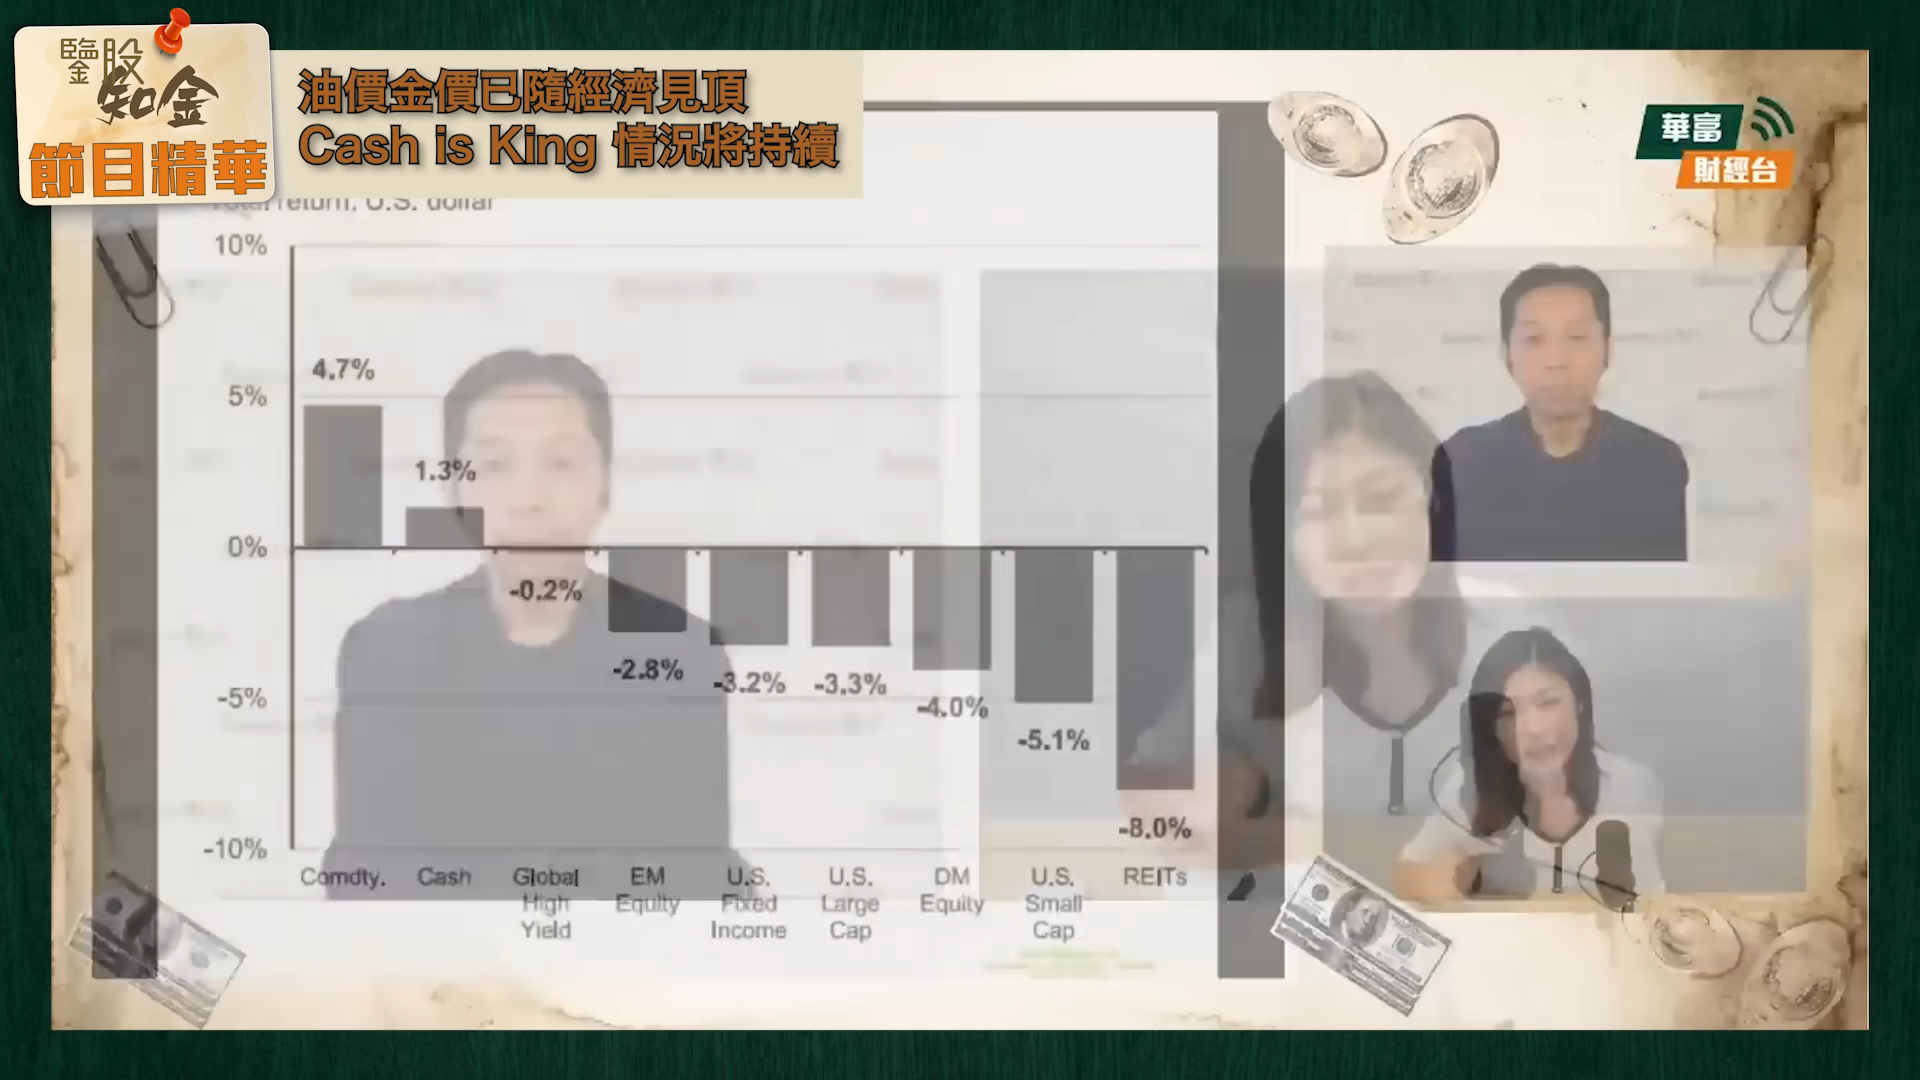 鑒股
知金
節目精華
油價金價已隨經濟見頂
Cash is King 情況將持續
華富
財經台
Total return, U.S. dollar
10%
5%
0%
-5%
-10%
4.7%
1.3%
-0.2%
-2.8%
-3.2%
-3.3%
-4.0%
-5.1%
-8.0%
Comdty.
Cash
Global
High
Yield
EM
Equity
U.S.
Fixed
Income
U.S.
Large
Cap
DM
Equity
U.S.
Small
Cap
REITs